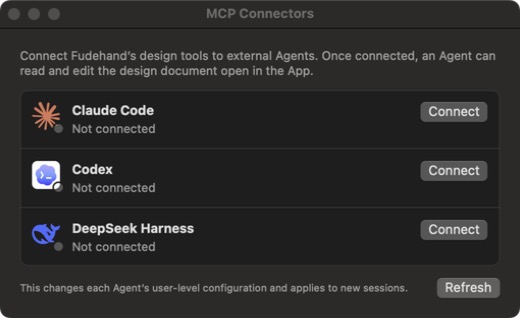 MCP Connectors
Connect Fudehand's design tools to external Agents. Once connected, an Agent can
read and edit the design document open in the App.
Claude Code
Not connected
Connect
Codex
Not connected
Connect
DeepSeek Harness
Not connected
Connect
This changes each Agent's user-level configuration and applies to new sessions.
Refresh